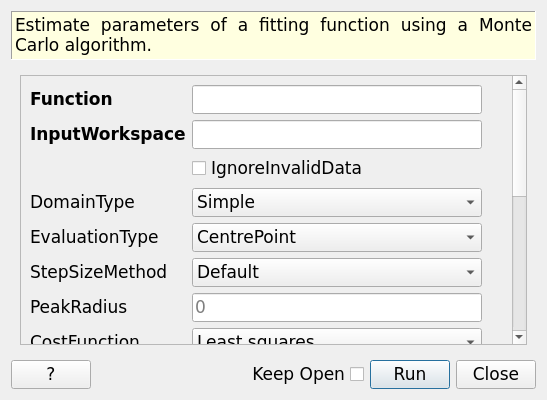 Estimate parameters of a fitting function using a Monte
Carlo algorithm.
Function
InputWorkspace
IgnoreInvalidData
DomainType Simple
EvaluationType CentrePoint
StepSizeMethod Default
PeakRadius 0
CostFunction Least squares
? Keep Open Run Close